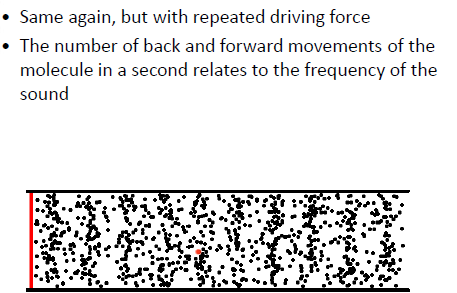 • Same again, but with repeated driving force
• The number of back and forward movements of the
molecule in a second relates to the frequency of the
sound